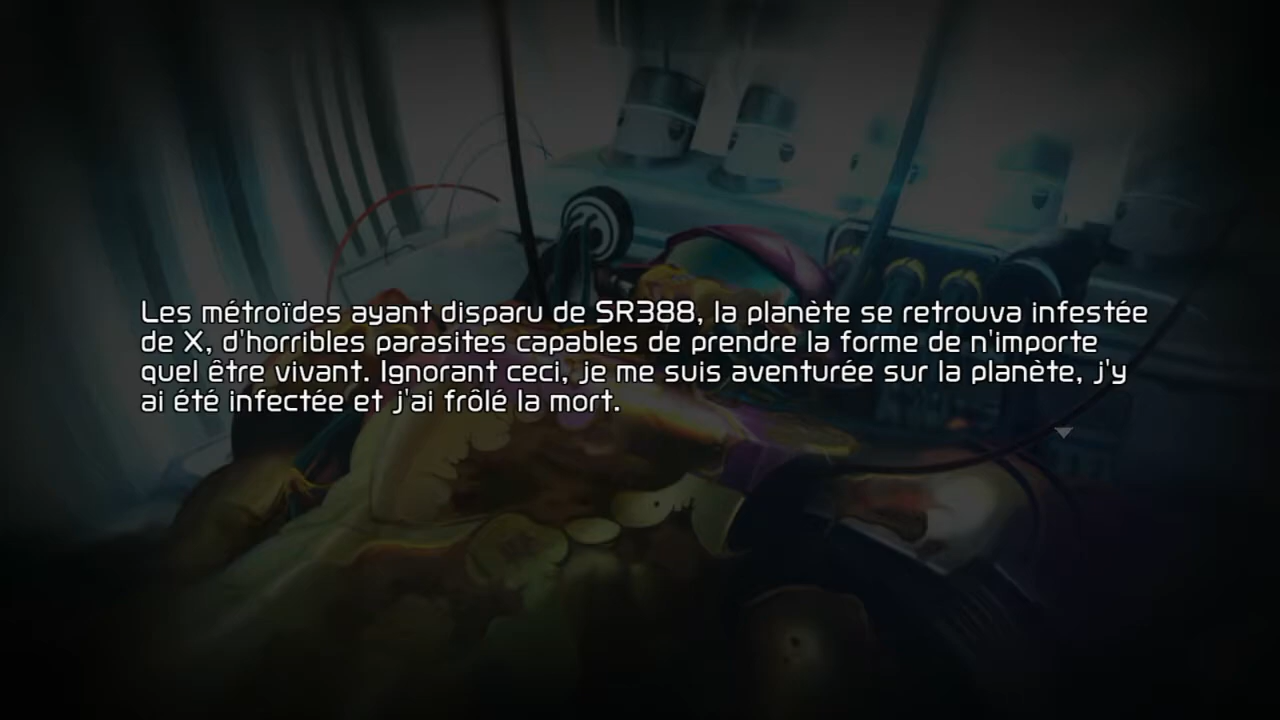 Les métroïdes ayant disparu de SR388, la planète se retrouva infestée
de X, d'horribles parasites capables de prendre la forme de n'importe
quel être vivant. Ignorant ceci, je me suis aventurée sur la planète, j'y
ai été infectée et j'ai frôlé la mort.